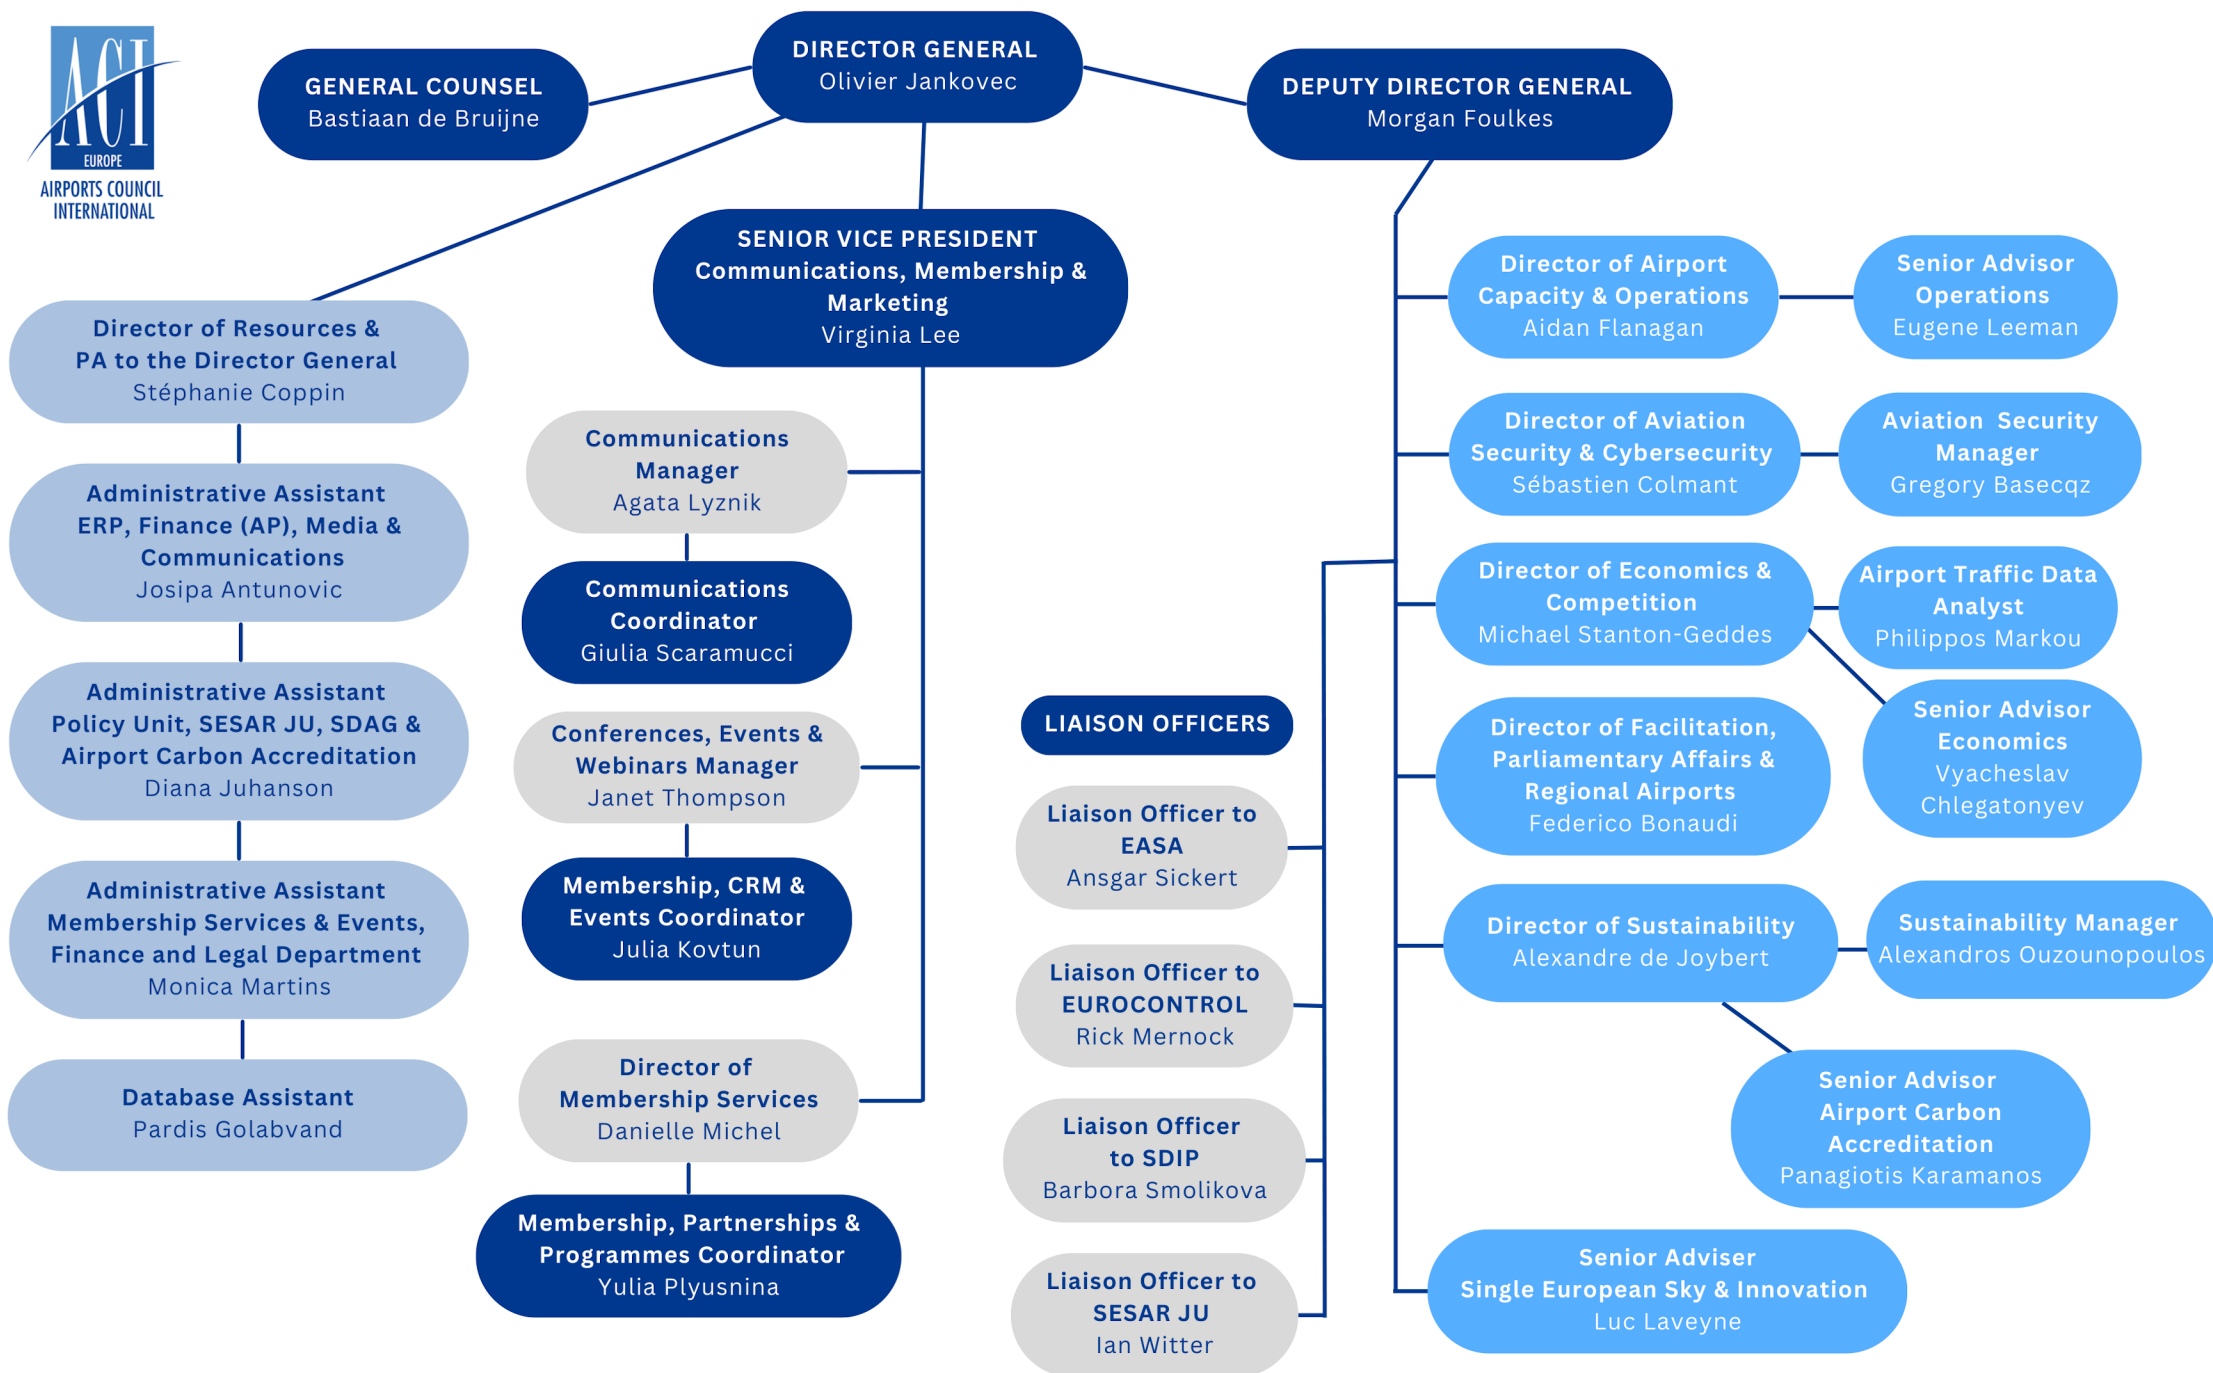 ACI
EUROPE
AIRPORTS COUNCIL
INTERNATIONAL
GENERAL COUNSEL
Bastiaan de Bruijne
DIRECTOR GENERAL
Olivier Jankovec
DEPUTY DIRECTOR GENERAL
Morgan Foulkes
SENIOR VICE PRESIDENT
Communications, Membership &
Marketing
Virginia Lee
Director of Resources &
PA to the Director General
Stéphanie Coppin
Administrative Assistant
ERP, Finance (AP), Media &
Communications
Josipa Antunovic
Administrative Assistant
Policy Unit, SESAR JU, SDAG &
Airport Carbon Accreditation
Diana Juhanson
Administrative Assistant
Membership Services & Events,
Finance and Legal Department
Monica Martins
Database Assistant
Pardis Golabvand
Communications
Manager
Agata Lyznik
Communications
Coordinator
Giulia Scaramucci
Conferences, Events &
Webinars Manager
Janet Thompson
Membership, CRM &
Events Coordinator
Julia Kovtun
Director of
Membership Services
Danielle Michel
Membership, Partnerships &
Programmes Coordinator
Yulia Plyusnina
LIAISON OFFICERS
Liaison Officer to
EASA
Ansgar Sickert
Liaison Officer to
EUROCONTROL
Rick Mernock
Liaison Officer
to SDIP
Barbora Smolikova
Liaison Officer to
SESAR JU
Ian Witter
Director of Airport
Capacity & Operations
Aidan Flanagan
Senior Advisor
Operations
Eugene Leeman
Director of Aviation
Security & Cybersecurity
Sébastien Colmant
Aviation Security
Manager
Gregory Basecqz
Director of Economics &
Competition
Michael Stanton-Geddes
Airport Traffic Data
Analyst
Philippos Markou
Senior Advisor
Economics
Vyacheslav
Chlegatonyev
Director of Facilitation,
Parliamentary Affairs &
Regional Airports
Federico Bonaudi
Director of Sustainability
Alexandre de Joybert
Sustainability Manager
Alexandros Ouzounopoulos
Senior Advisor
Airport Carbon
Accreditation
Panagiotis Karamanos
Senior Adviser
Single European Sky & Innovation
Luc Laveyne